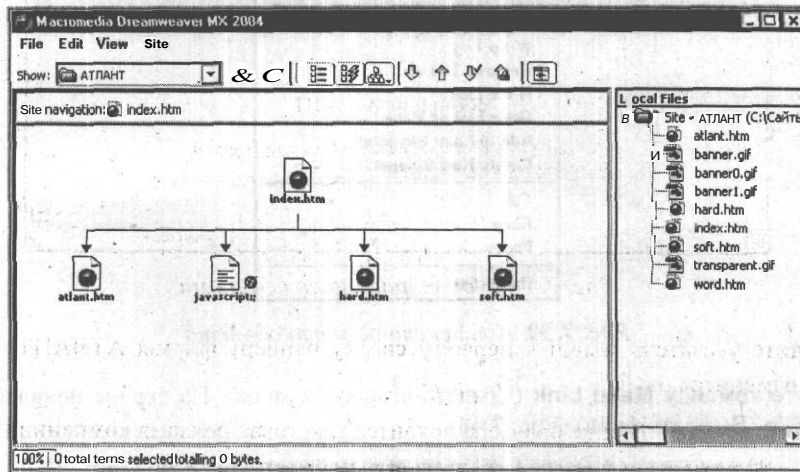 Macromedia Dreamweaver MX 2004
File Edit View Site
Show: АТЛАНТ & C
Site navigation: index.htm
index.htm
atlant.htm javascript: hard.htm soft.htm
Local Files
В Site - АТЛАНТ (C:\Сайты
atlant.htm
и banner.gif
banner0.gif
banner1.gif
hard.htm
index.htm
soft.htm
transparent.gif
word.htm
100% 0 total terns selected totalling 0 bytes.